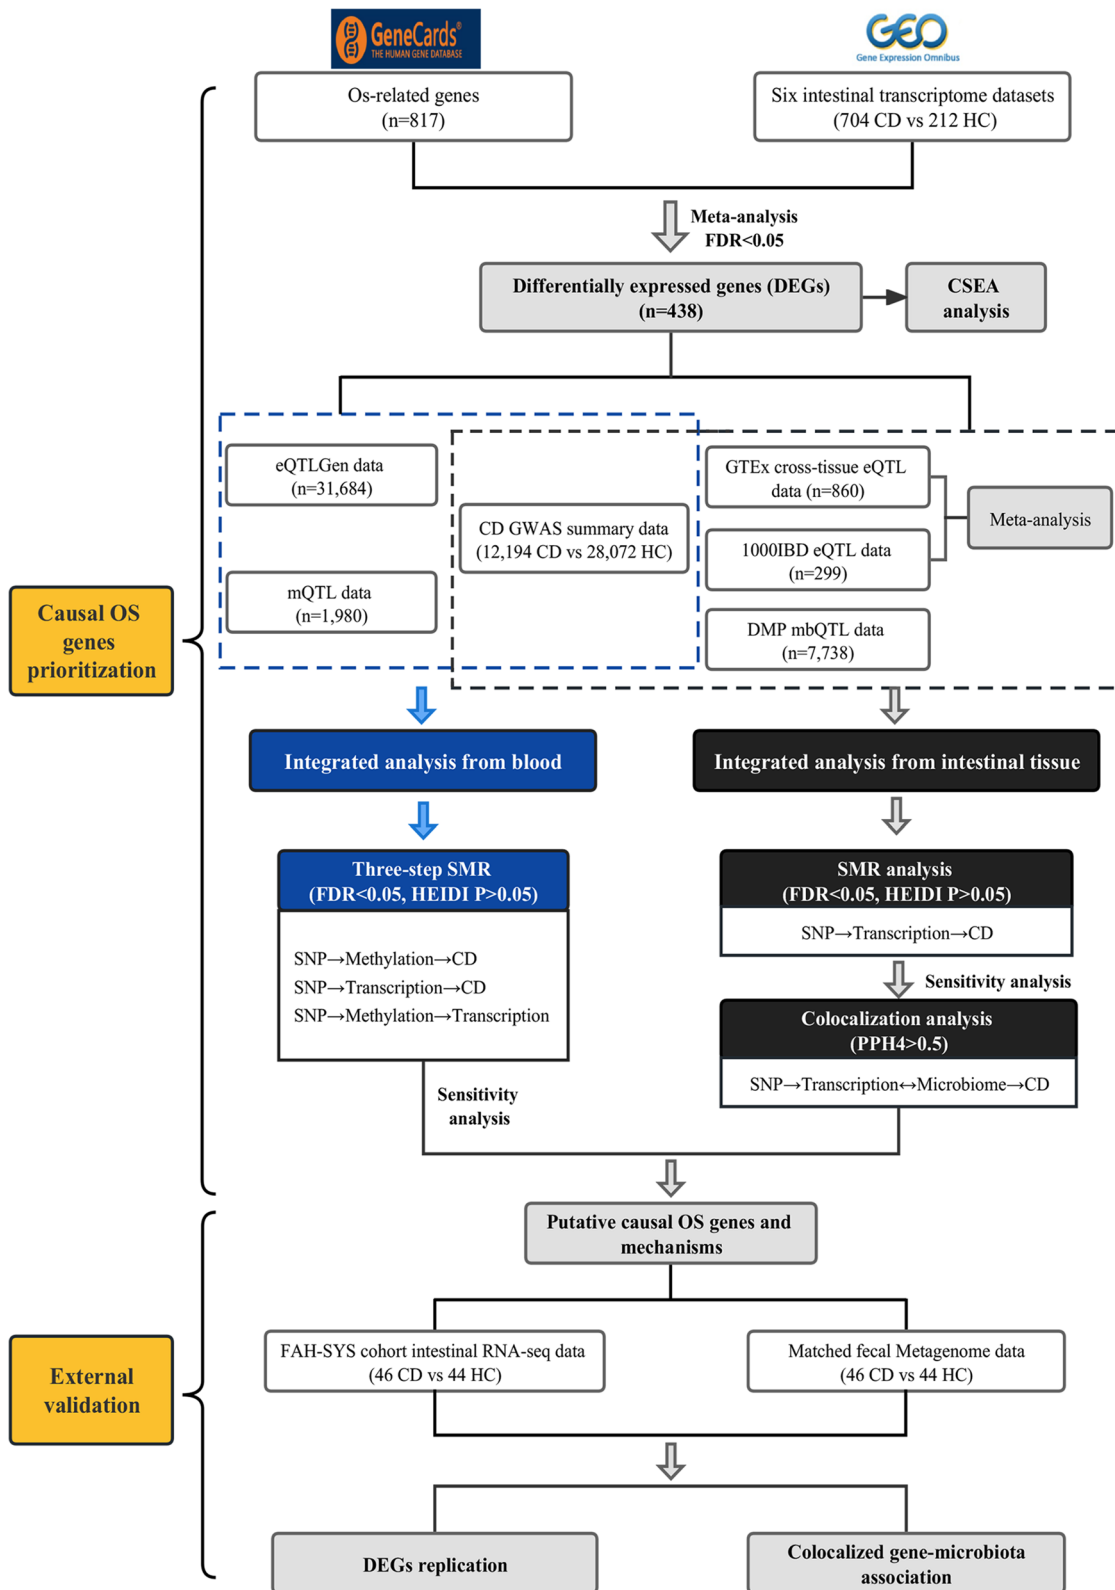 GeneCards®
THE HUMAN GENE DATABASE
GEO
Gene Expression Omnibus
Os-related genes
(n=817)
Six intestinal transcriptome datasets
(704 CD vs 212 HC)
Meta-analysis
FDR<0.05
Differentially expressed genes (DEGs)
(n=438)
CSEA
analysis
eQTLGen data
(n=31,684)
mQTL data
(n=1,980)
CD GWAS summary data
(12,194 CD vs 28,072 HC)
GTEx cross-tissue eQTL
data (n=860)
1000IBD eQTL data
(n=299)
DMP mbQTL data
(n=7,738)
Meta-analysis
Causal OS
genes
prioritization
Integrated analysis from blood
Integrated analysis from intestinal tissue
Three-step SMR
(FDR<0.05, HEIDI P>0.05)
SNP→Methylation→CD
SNP→Transcription→CD
SNP→Methylation→Transcription
SMR analysis
(FDR<0.05, HEIDI P>0.05)
SNP→Transcription→CD
Sensitivity analysis
Colocalization analysis
(PPH4>0.5)
SNP→Transcription↔Microbiome→CD
Sensitivity
analysis
Putative causal OS genes and
mechanisms
External
validation
FAH-SYS cohort intestinal RNA-seq data
(46 CD vs 44 HC)
Matched fecal Metagenome data
(46 CD vs 44 HC)
DEGs replication
Colocalized gene-microbiota
association